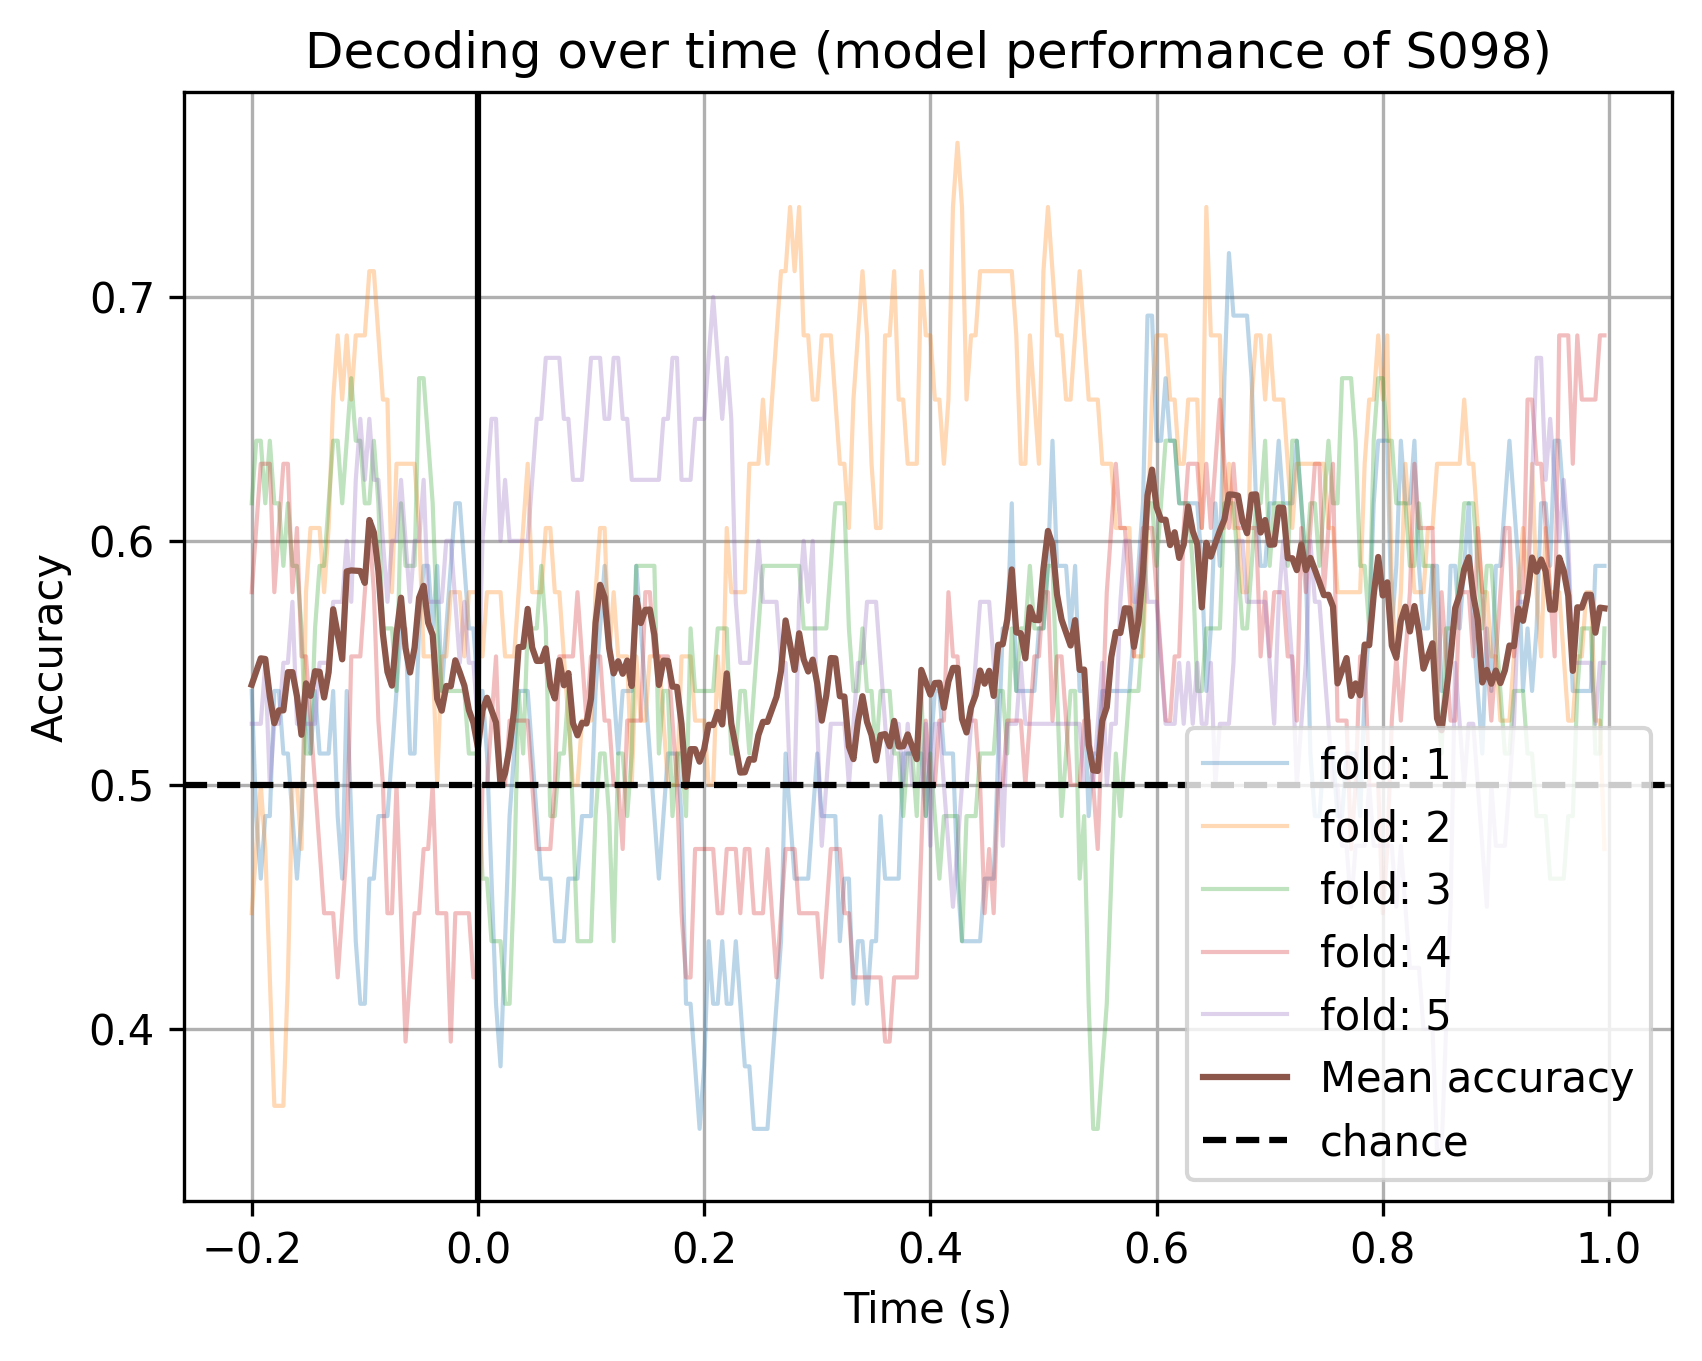 Decoding over time (model performance of S098)
Accuracy
0.7
0.6
0.5
0.4
fold: 1
fold: 2
fold: 3
fold: 4
fold: 5
Mean accuracy
chance
−0.2 0.0 0.2 0.4 0.6 0.8 1.0
Time (s)